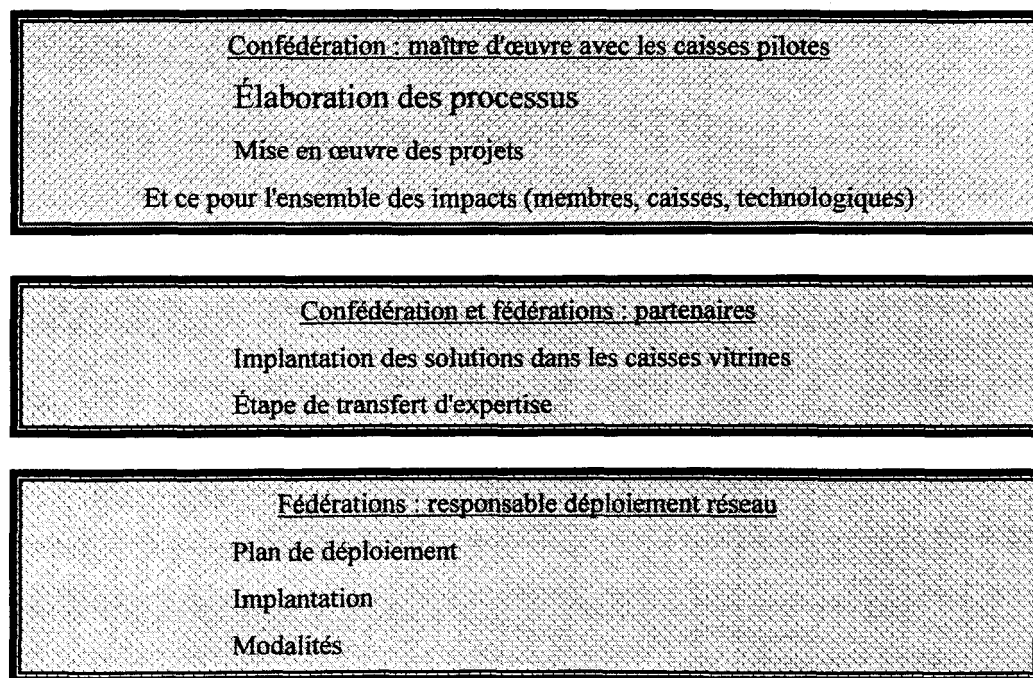 Confédération : maître d'œuvre avec les caisses pilotes
Élaboration des processus
Mise en œuvre des projets
Et ce pour l'ensemble des impacts (membres, caisses, technologiques)
Confédération et fédérations : partenaires
Implantation des solutions dans les caisses vitrines
Étape de transfert d'expertise
Fédérations : responsable déploiement réseau
Plan de déploiement
Implantation
Modalités